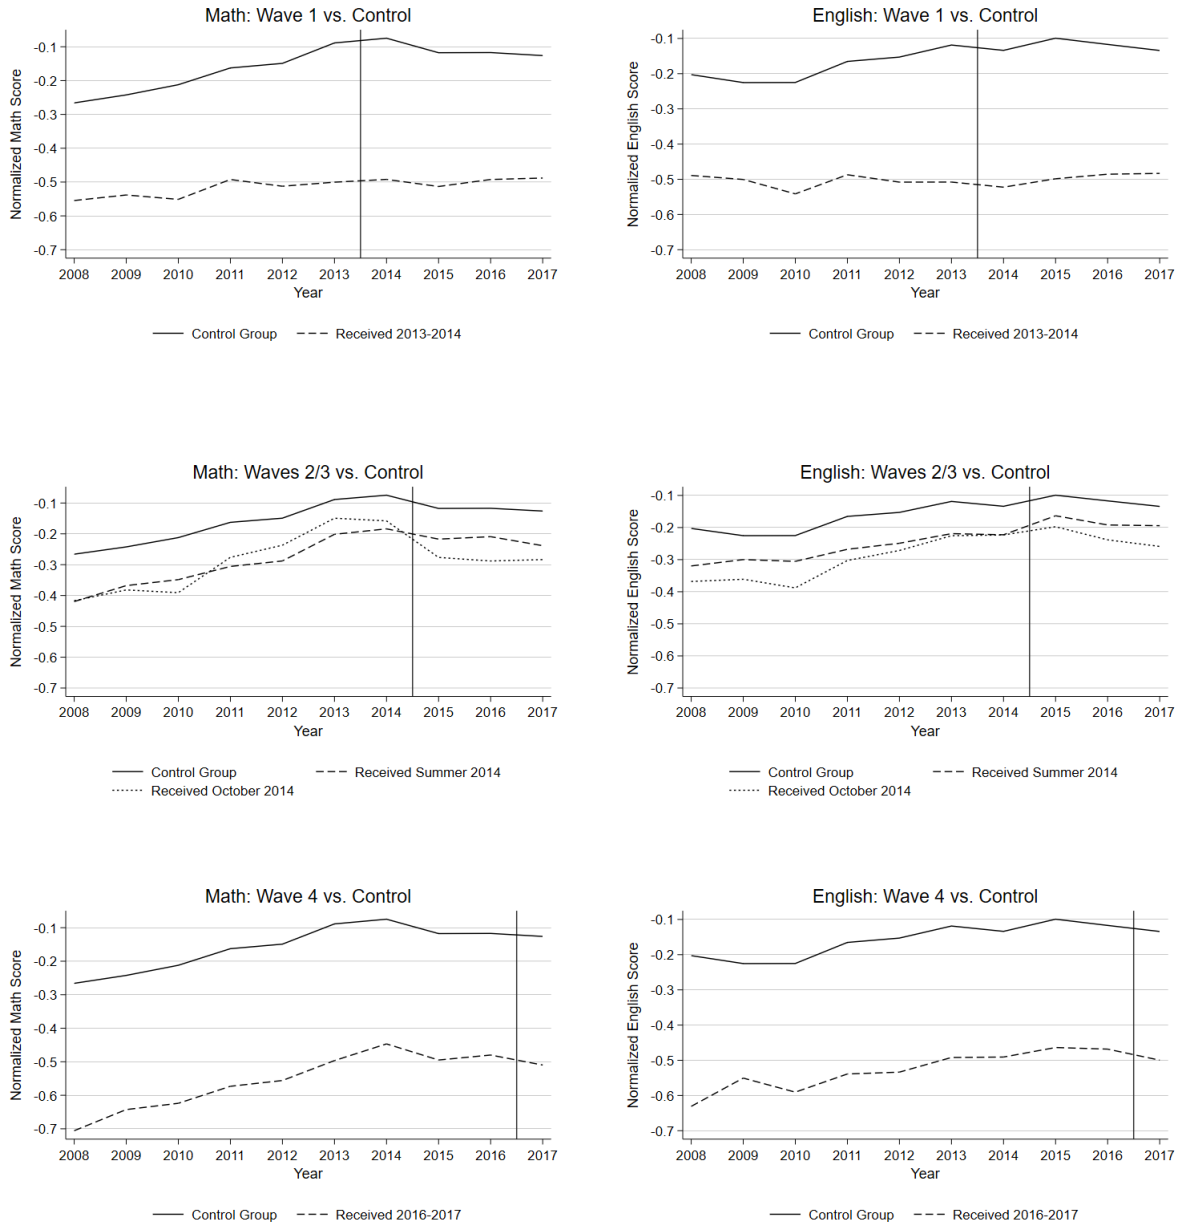 Math: Wave 1 vs. Control
Normalized Math Score
-0.1
-0.2
-0.3
-0.4
-0.5
-0.6
-0.7
2008 2009 2010 2011 2012 2013 2014 2015 2016 2017
Year
Control Group Received 2013-2014
English: Wave 1 vs. Control
Normalized English Score
-0.1
-0.2
-0.3
-0.4
-0.5
-0.6
-0.7
2008 2009 2010 2011 2012 2013 2014 2015 2016 2017
Year
Control Group Received 2013-2014
Math: Waves 2/3 vs. Control
Normalized Math Score
-0.1
-0.2
-0.3
-0.4
-0.5
-0.6
-0.7
2008 2009 2010 2011 2012 2013 2014 2015 2016 2017
Year
Control Group Received Summer 2014
Received October 2014
English: Waves 2/3 vs. Control
Normalized English Score
-0.1
-0.2
-0.3
-0.4
-0.5
-0.6
-0.7
2008 2009 2010 2011 2012 2013 2014 2015 2016 2017
Year
Control Group Received Summer 2014
Received October 2014
Math: Wave 4 vs. Control
Normalized Math Score
-0.1
-0.2
-0.3
-0.4
-0.5
-0.6
-0.7
2008 2009 2010 2011 2012 2013 2014 2015 2016 2017
Year
Control Group Received 2016-2017
English: Wave 4 vs. Control
Normalized English Score
-0.1
-0.2
-0.3
-0.4
-0.5
-0.6
-0.7
2008 2009 2010 2011 2012 2013 2014 2015 2016 2017
Year
Control Group Received 2016-2017